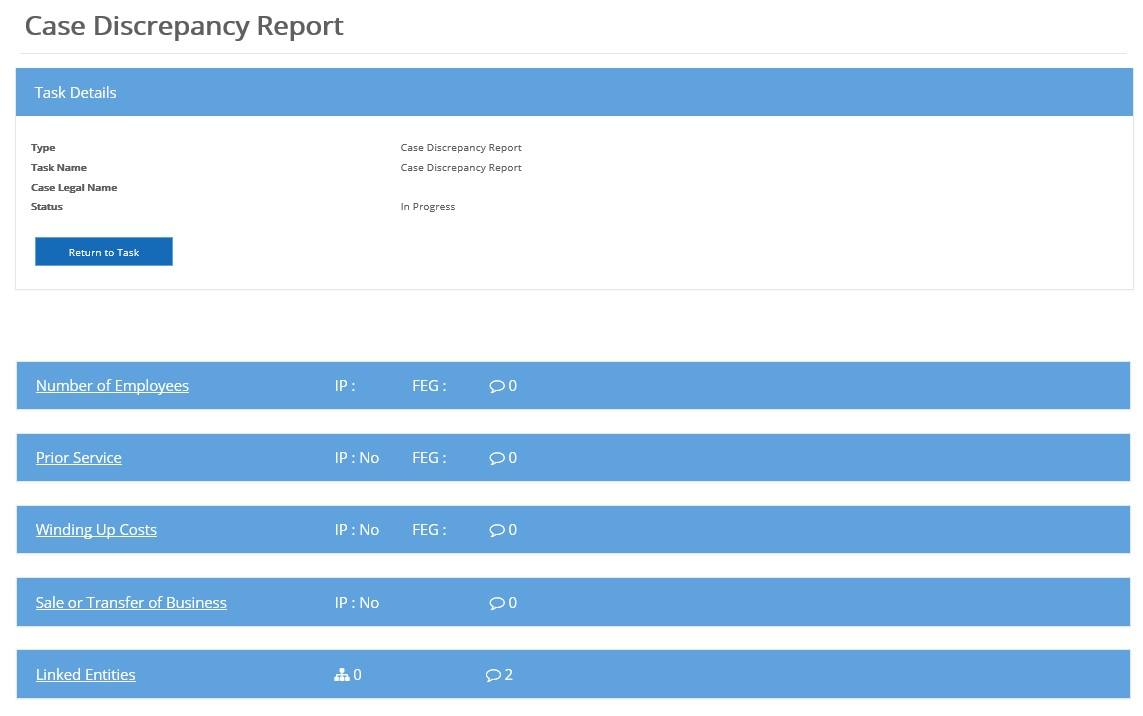 Case Discrepancy Report
Task Details
Type Case Discrepancy Report
Task Name Case Discrepancy Report
Case Legal Name
Status In Progress
Return to Task
Number of Employees IP : FEG : 0
Prior Service IP : No FEG : 0
Winding Up Costs IP : No FEG : 0
Sale or Transfer of Business IP : No 0
Linked Entities 0 2